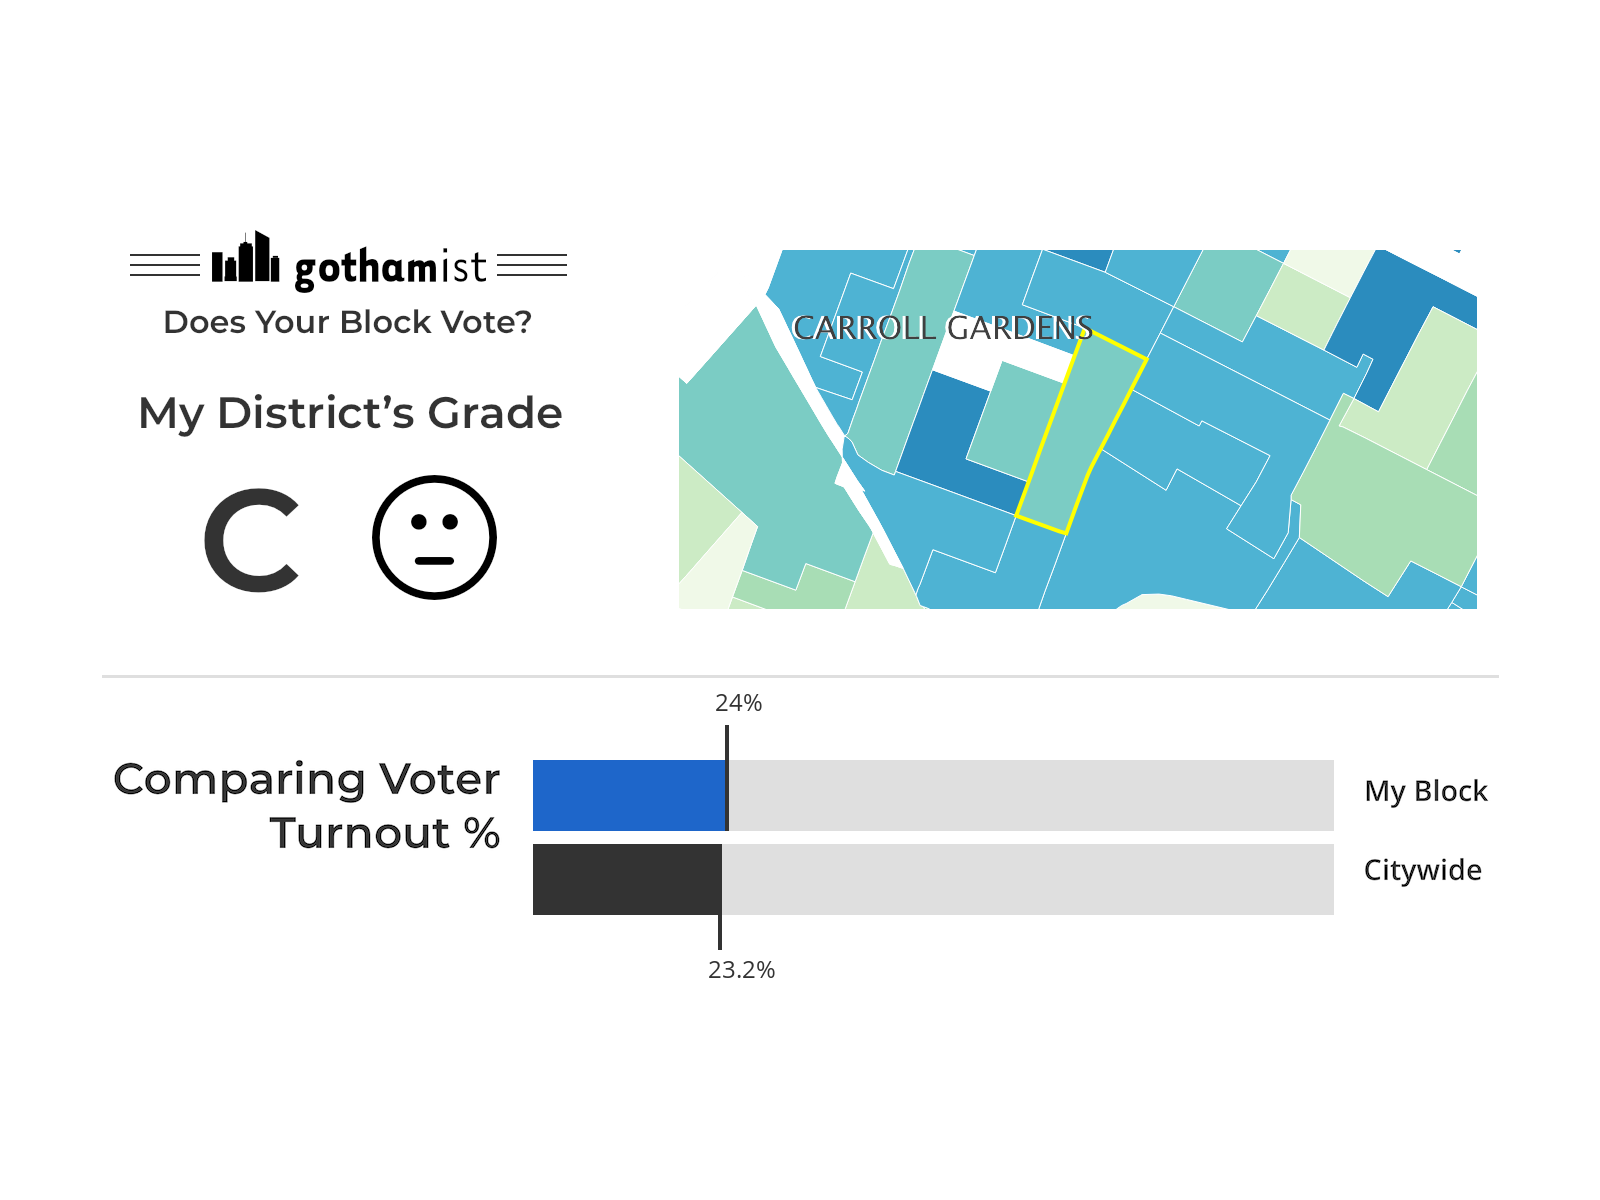 gothamist
Does Your Block Vote?
My District’s Grade
C
CARROLL GARDENS
24%
Comparing Voter
Turnout %
My Block
Citywide
23.2%